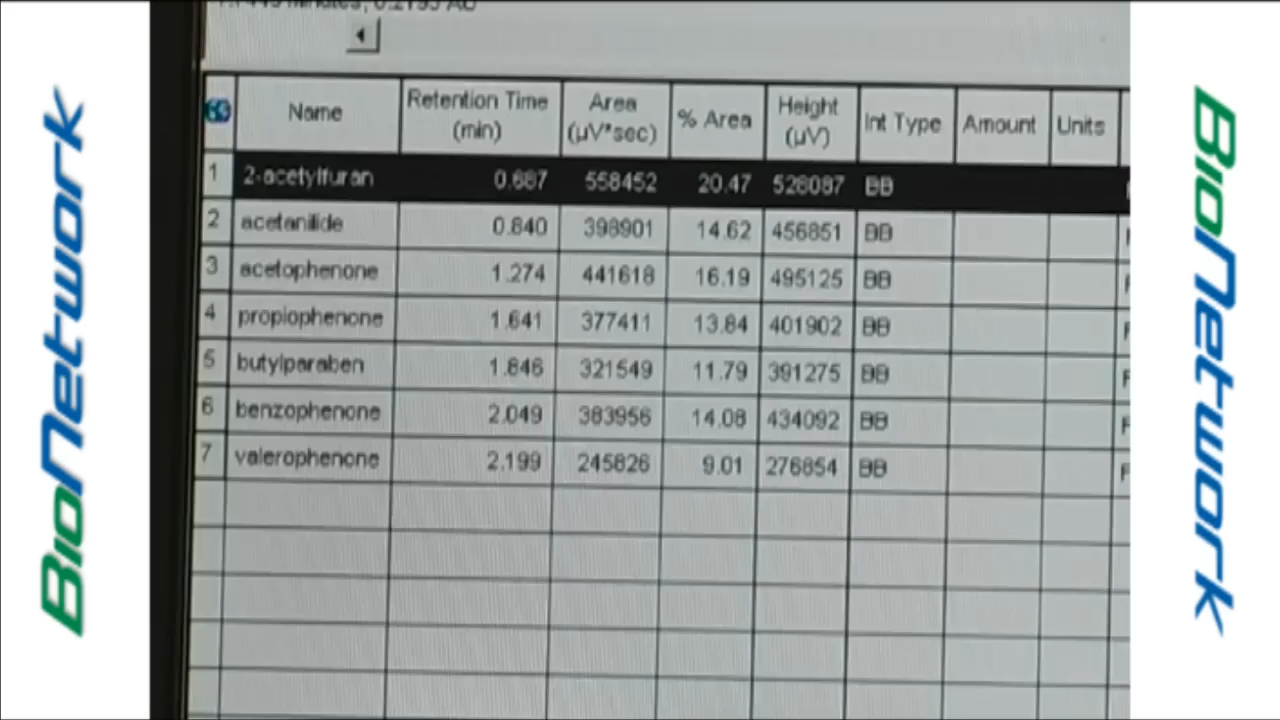 BioNetwork
Name Retention Time (min) Area (µV*sec) % Area Height (µV) Int Type Amount Units
1 2-acetylfuran 0.667 558452 20.47 528087 BB
2 acetanilide 0.840 398901 14.62 456851 BB
3 acetophenone 1.274 441618 16.19 495125 BB
4 propiophenone 1.641 377411 13.84 401902 BB
5 butylparaben 1.846 321549 11.79 391275 BB
6 benzophenone 2.049 383956 14.08 434092 BB
7 valerophenone 2.199 245826 9.01 276854 BB
BioNetwork